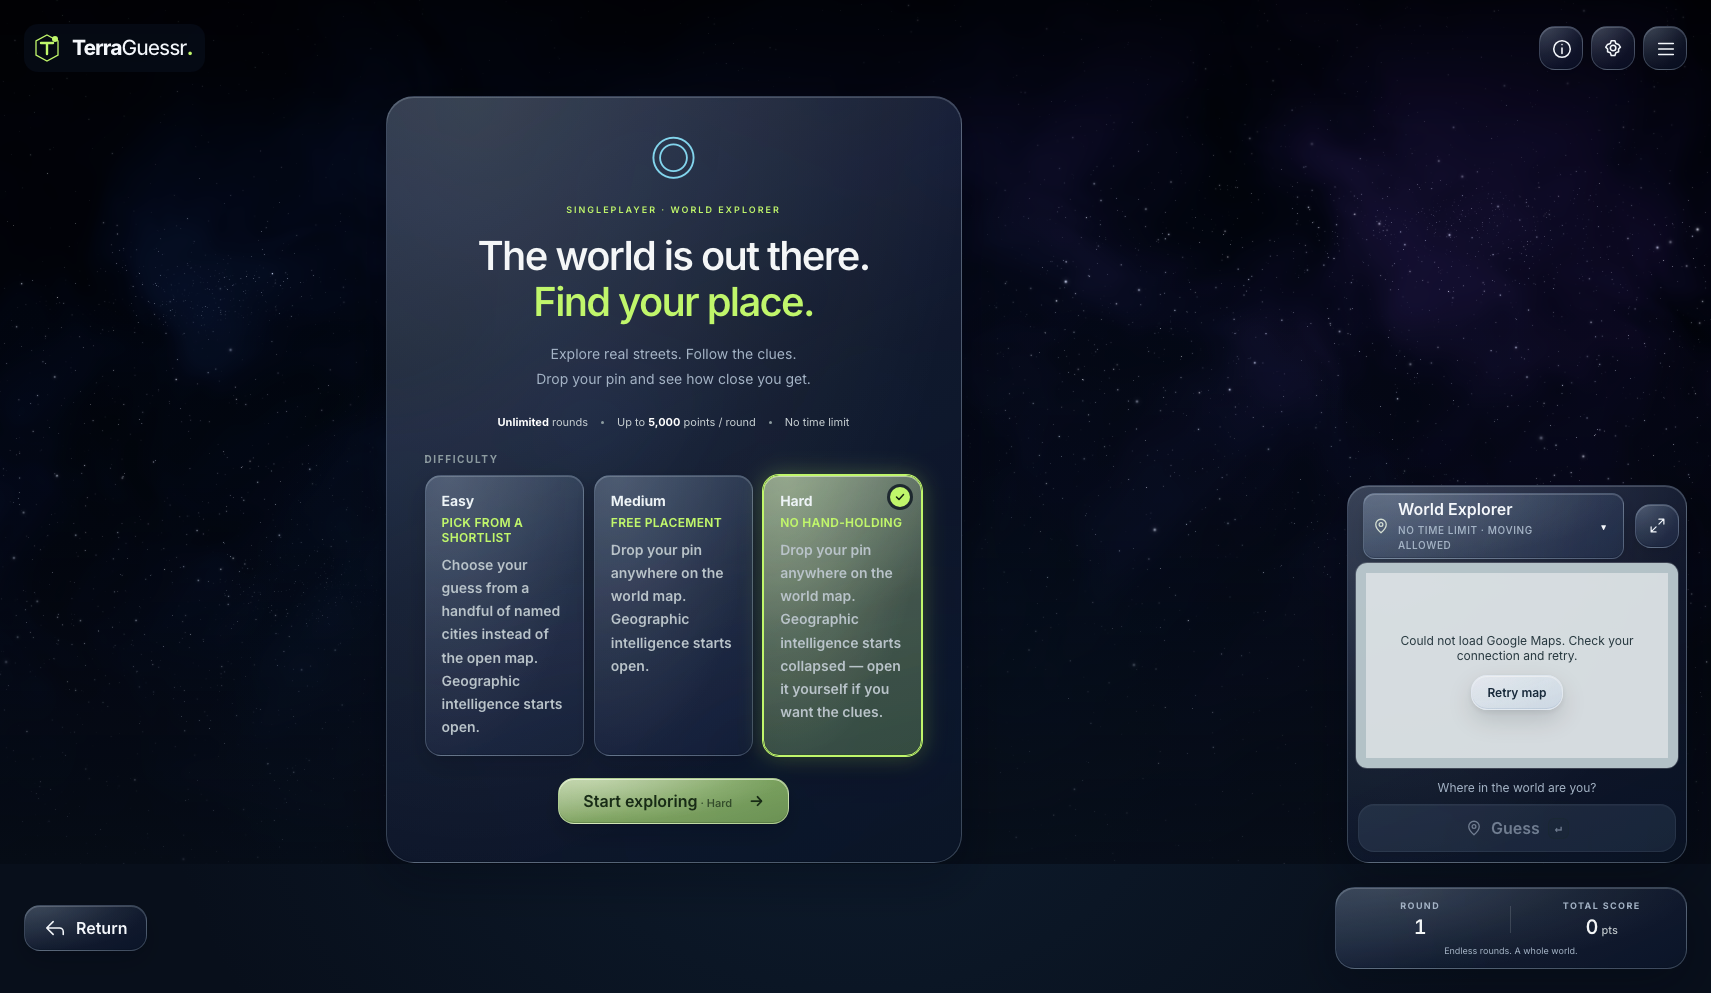 TerraGuessr.
SINGLEPLAYER · WORLD EXPLORER
The world is out there.
Find your place.
Explore real streets. Follow the clues.
Drop your pin and see how close you get.
Unlimited rounds • Up to 5,000 points / round • No time limit
DIFFICULTY
Easy
PICK FROM A
SHORTLIST
Choose your
guess from a
handful of named
cities instead of
the open map.
Geographic
intelligence starts
open.
Medium
FREE PLACEMENT
Drop your pin
anywhere on the
world map.
Geographic
intelligence starts
open.
Hard
NO HAND-HOLDING
Drop your pin
anywhere on the
world map.
Geographic
intelligence starts
collapsed — open
it yourself if you
want the clues.
Start exploring · Hard →
World Explorer
NO TIME LIMIT · MOVING
ALLOWED
Could not load Google Maps. Check your
connection and retry.
Retry map
Where in the world are you?
Guess ↵
Return
ROUND
1
TOTAL SCORE
0 pts
Endless rounds. A whole world.